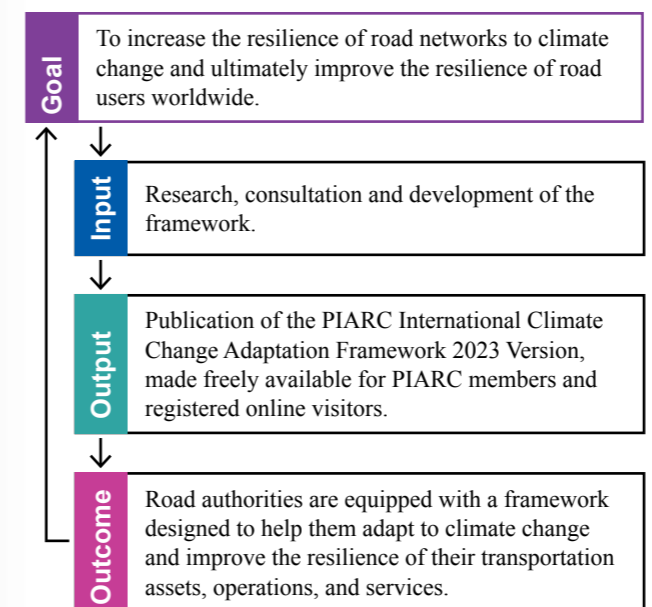 Goal
To increase the resilience of road networks to climate
change and ultimately improve the resilience of road
users worldwide.
Input
Research, consultation and development of the
framework.
Output
Publication of the PIARC International Climate
Change Adaptation Framework 2023 Version,
made freely available for PIARC members and
registered online visitors.
Outcome
Road authorities are equipped with a framework
designed to help them adapt to climate change
and improve the resilience of their transportation
assets, operations, and services.